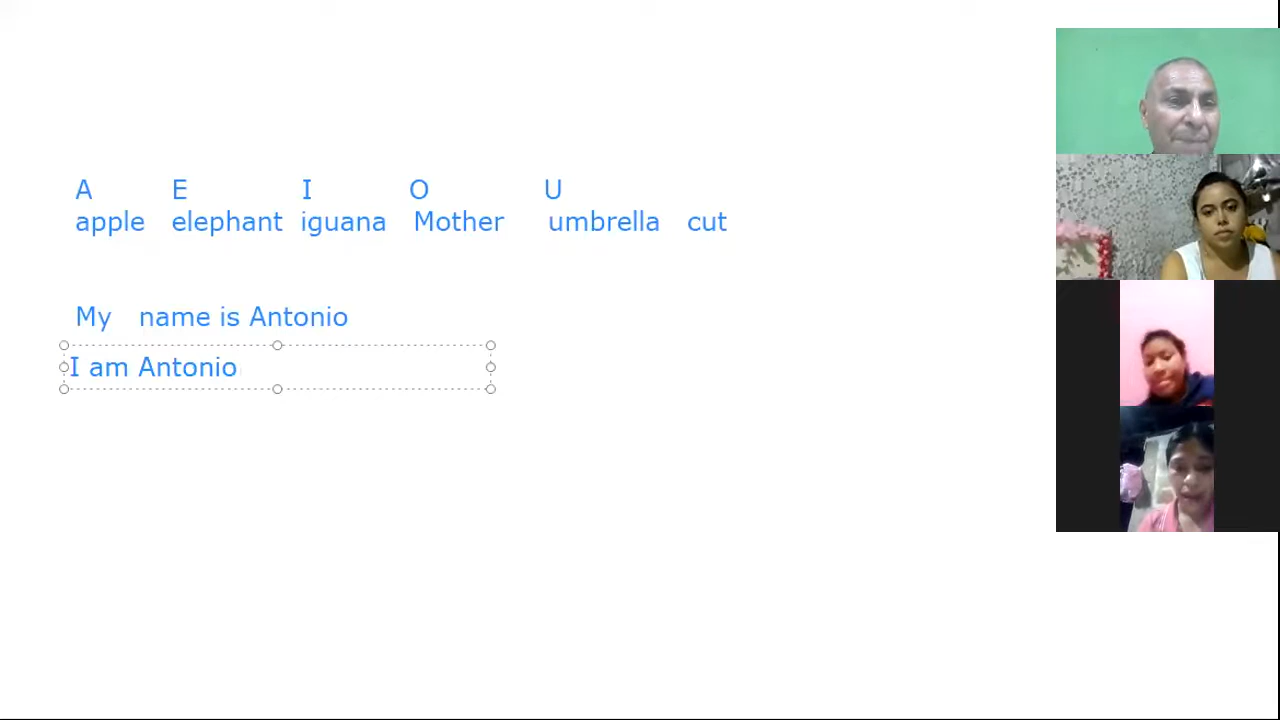 A E I O U
apple elephant iguana Mother umbrella cut
My name is Antonio
I am Antonio